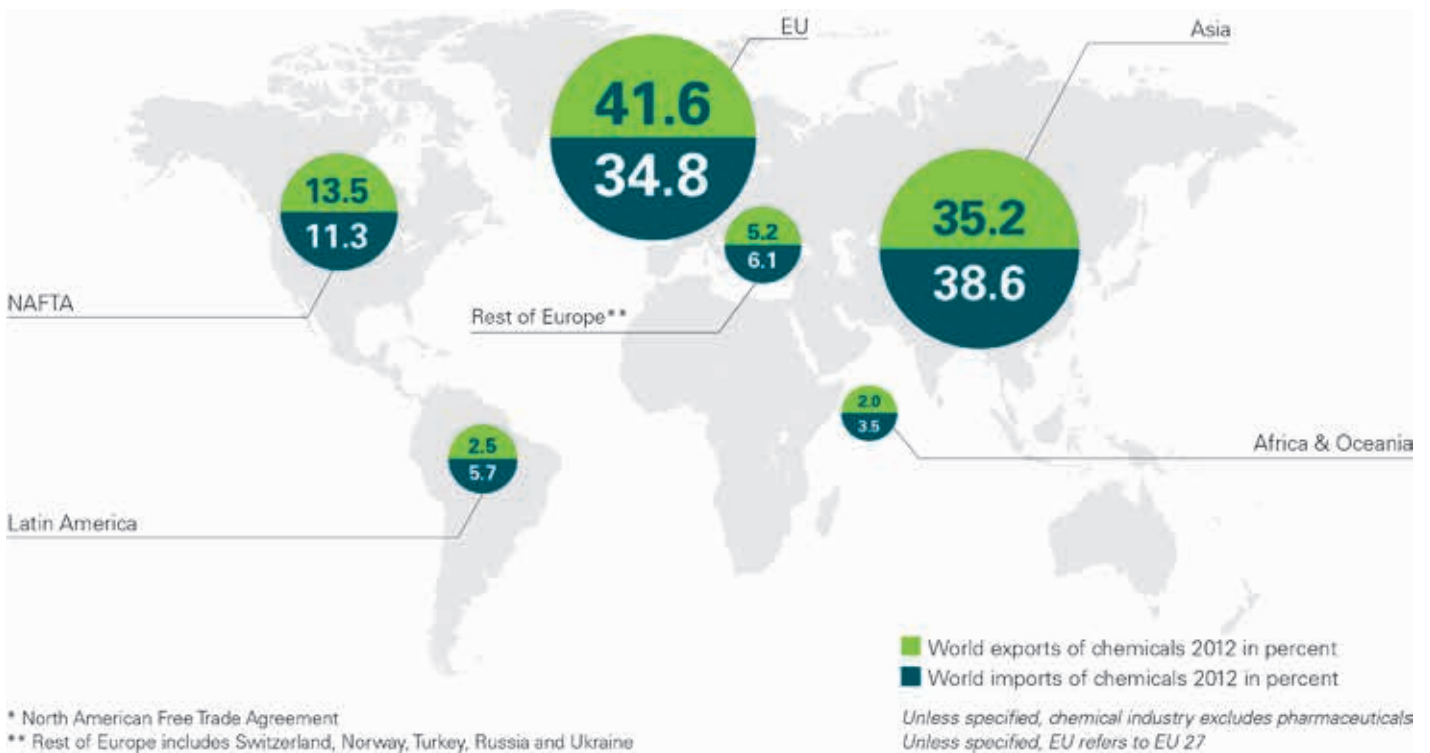 EU
Asia
41.6
34.8
13.5
11.3
35.2
38.6
5.2
6.1
NAFTA
Rest of Europe**
2.0
3.5
Africa & Oceania
2.5
5.7
Latin America
World exports of chemicals 2012 in percent
World imports of chemicals 2012 in percent
* North American Free Trade Agreement
** Rest of Europe includes Switzerland, Norway, Turkey, Russia and Ukraine
Unless specified, chemical industry excludes pharmaceuticals
Unless specified, EU refers to EU 27